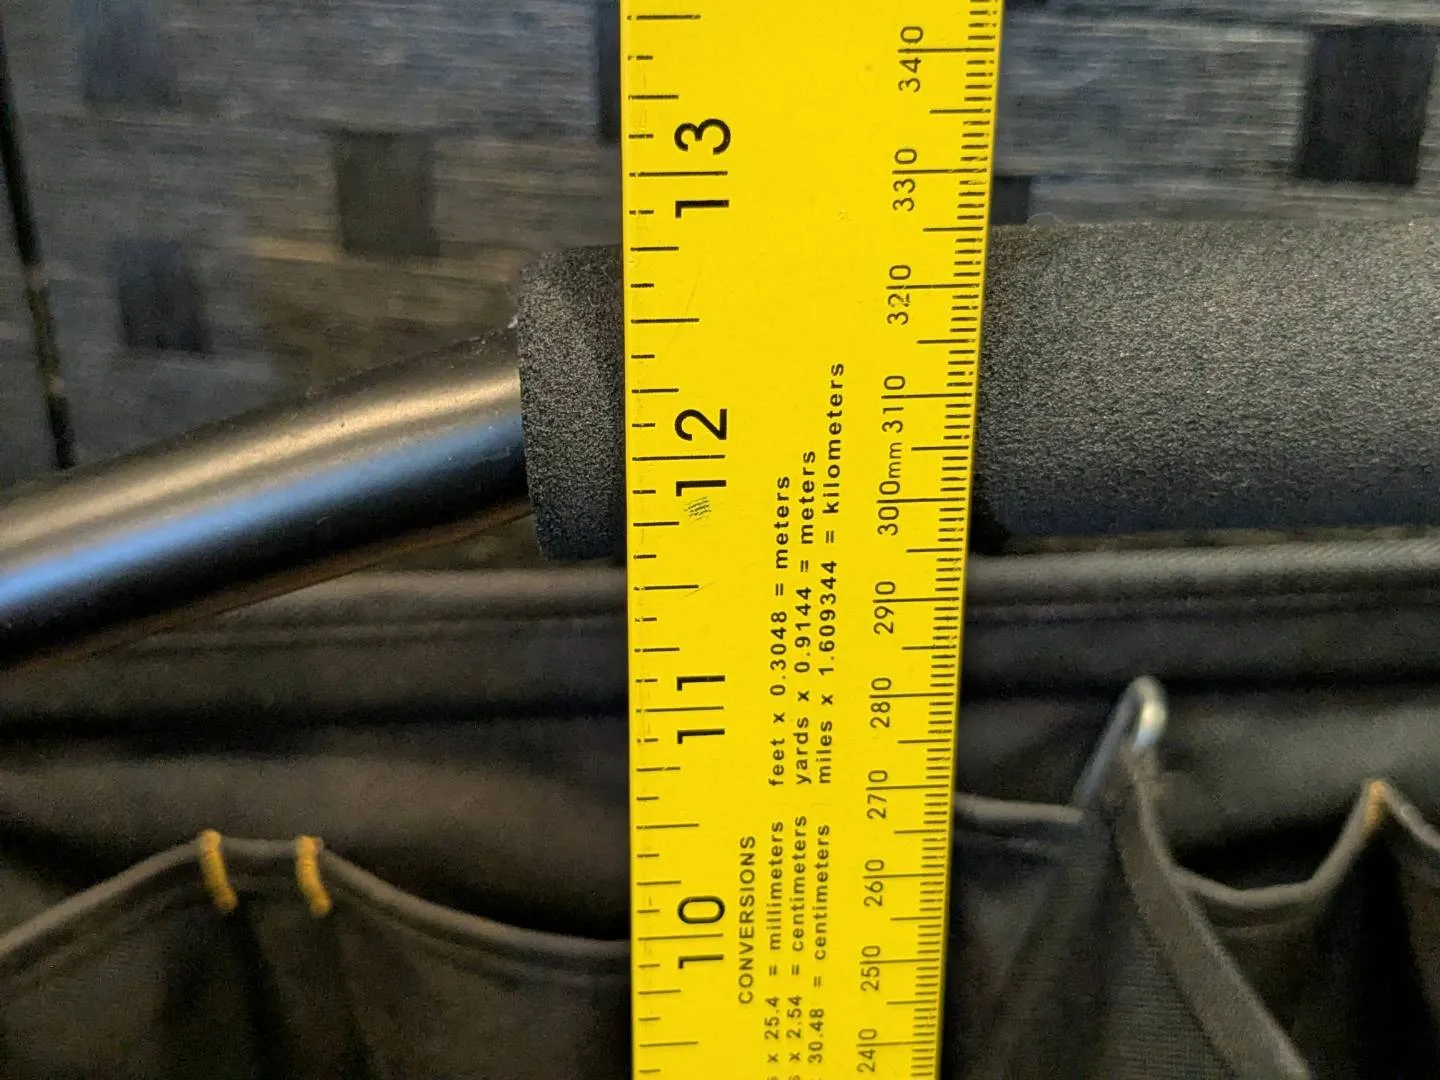 13
12
11
10
CONVERSIONS
x 25.4 = millimeters
x 2.54 = centimeters
30.48 = centimeters
feet x 0.3048 = meters
yards x 0.9144 = meters
miles x 1.609344 = kilometers
340
330
320
310
300mm
290
280
270
260
250
240